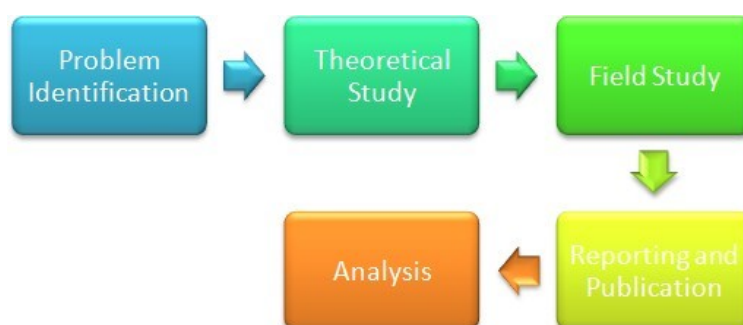 Problem
Identification
Theoretical
Study
Field Study
Reporting and
Publication
Analysis